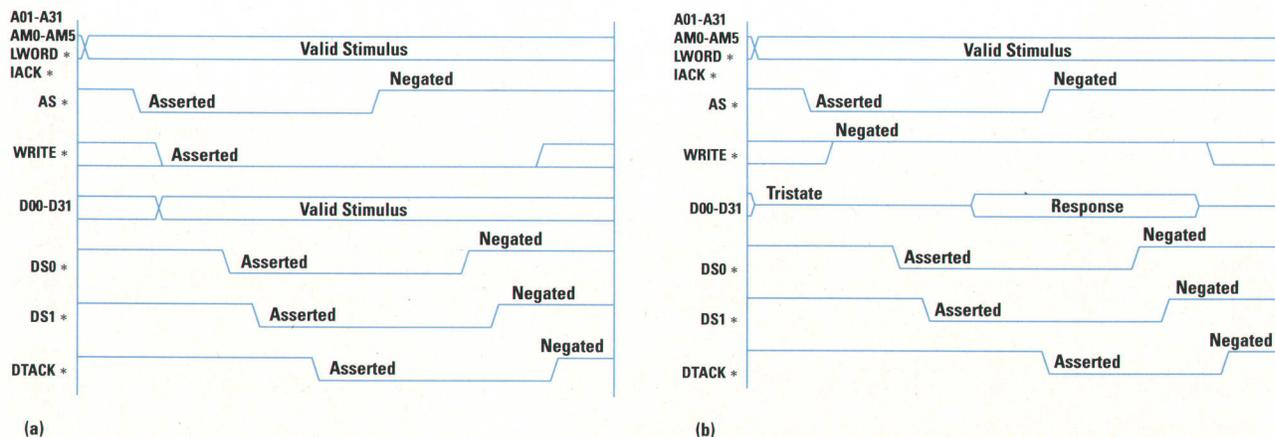 A01-A31
AM0-AM5
LWORD *
IACK *
Valid Stimulus
AS *
Asserted
Negated
WRITE *
Asserted
D00-D31
Valid Stimulus
DS0 *
Asserted
Negated
DS1 *
Asserted
Negated
DTACK *
Asserted
Negated
(a)
A01-A31
AM0-AM5
LWORD *
IACK *
Valid Stimulus
AS *
Asserted
Negated
WRITE *
Negated
D00-D31
Tristate
Response
DS0 *
Asserted
Negated
DS1 *
Asserted
Negated
DTACK *
Asserted
Negated
(b)